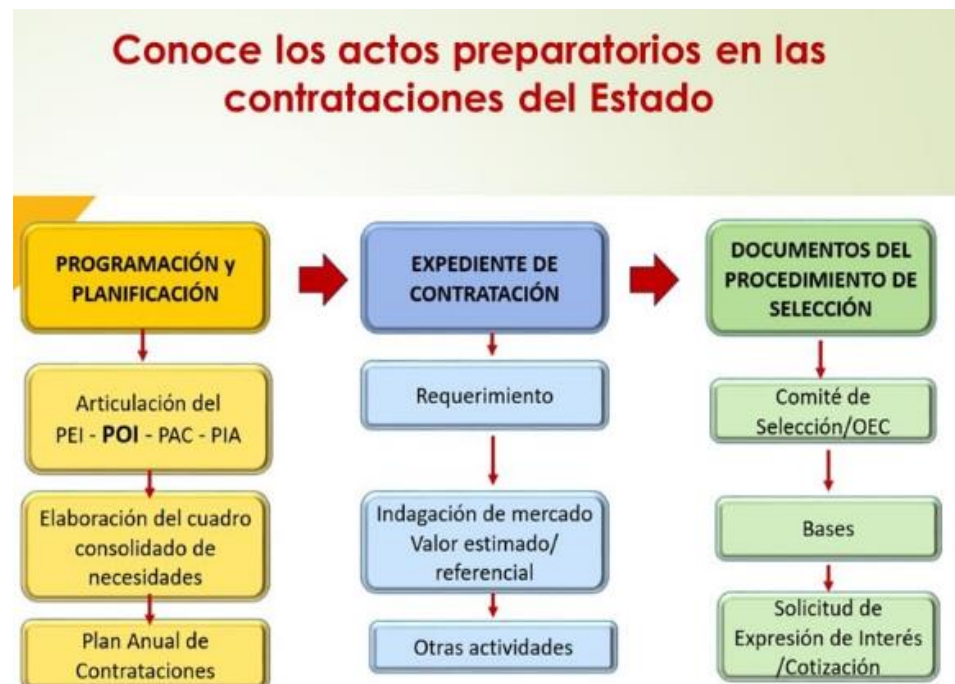 Conoce los actos preparatorios en las
contrataciones del Estado
PROGRAMACIÓN y
PLANIFICACIÓN
Articulación del
PEI - POI - PAC - PIA
Elaboración del cuadro
consolidado de
necesidades
Plan Anual de
Contrataciones
EXPEDIENTE DE
CONTRATACIÓN
Requerimiento
Indagación de mercado
Valor estimado/
referencial
Otras actividades
DOCUMENTOS DEL
PROCEDIMIENTO DE
SELECCIÓN
Comité de
Selección/OEC
Bases
Solicitud de
Expresión de Interés
/Cotización